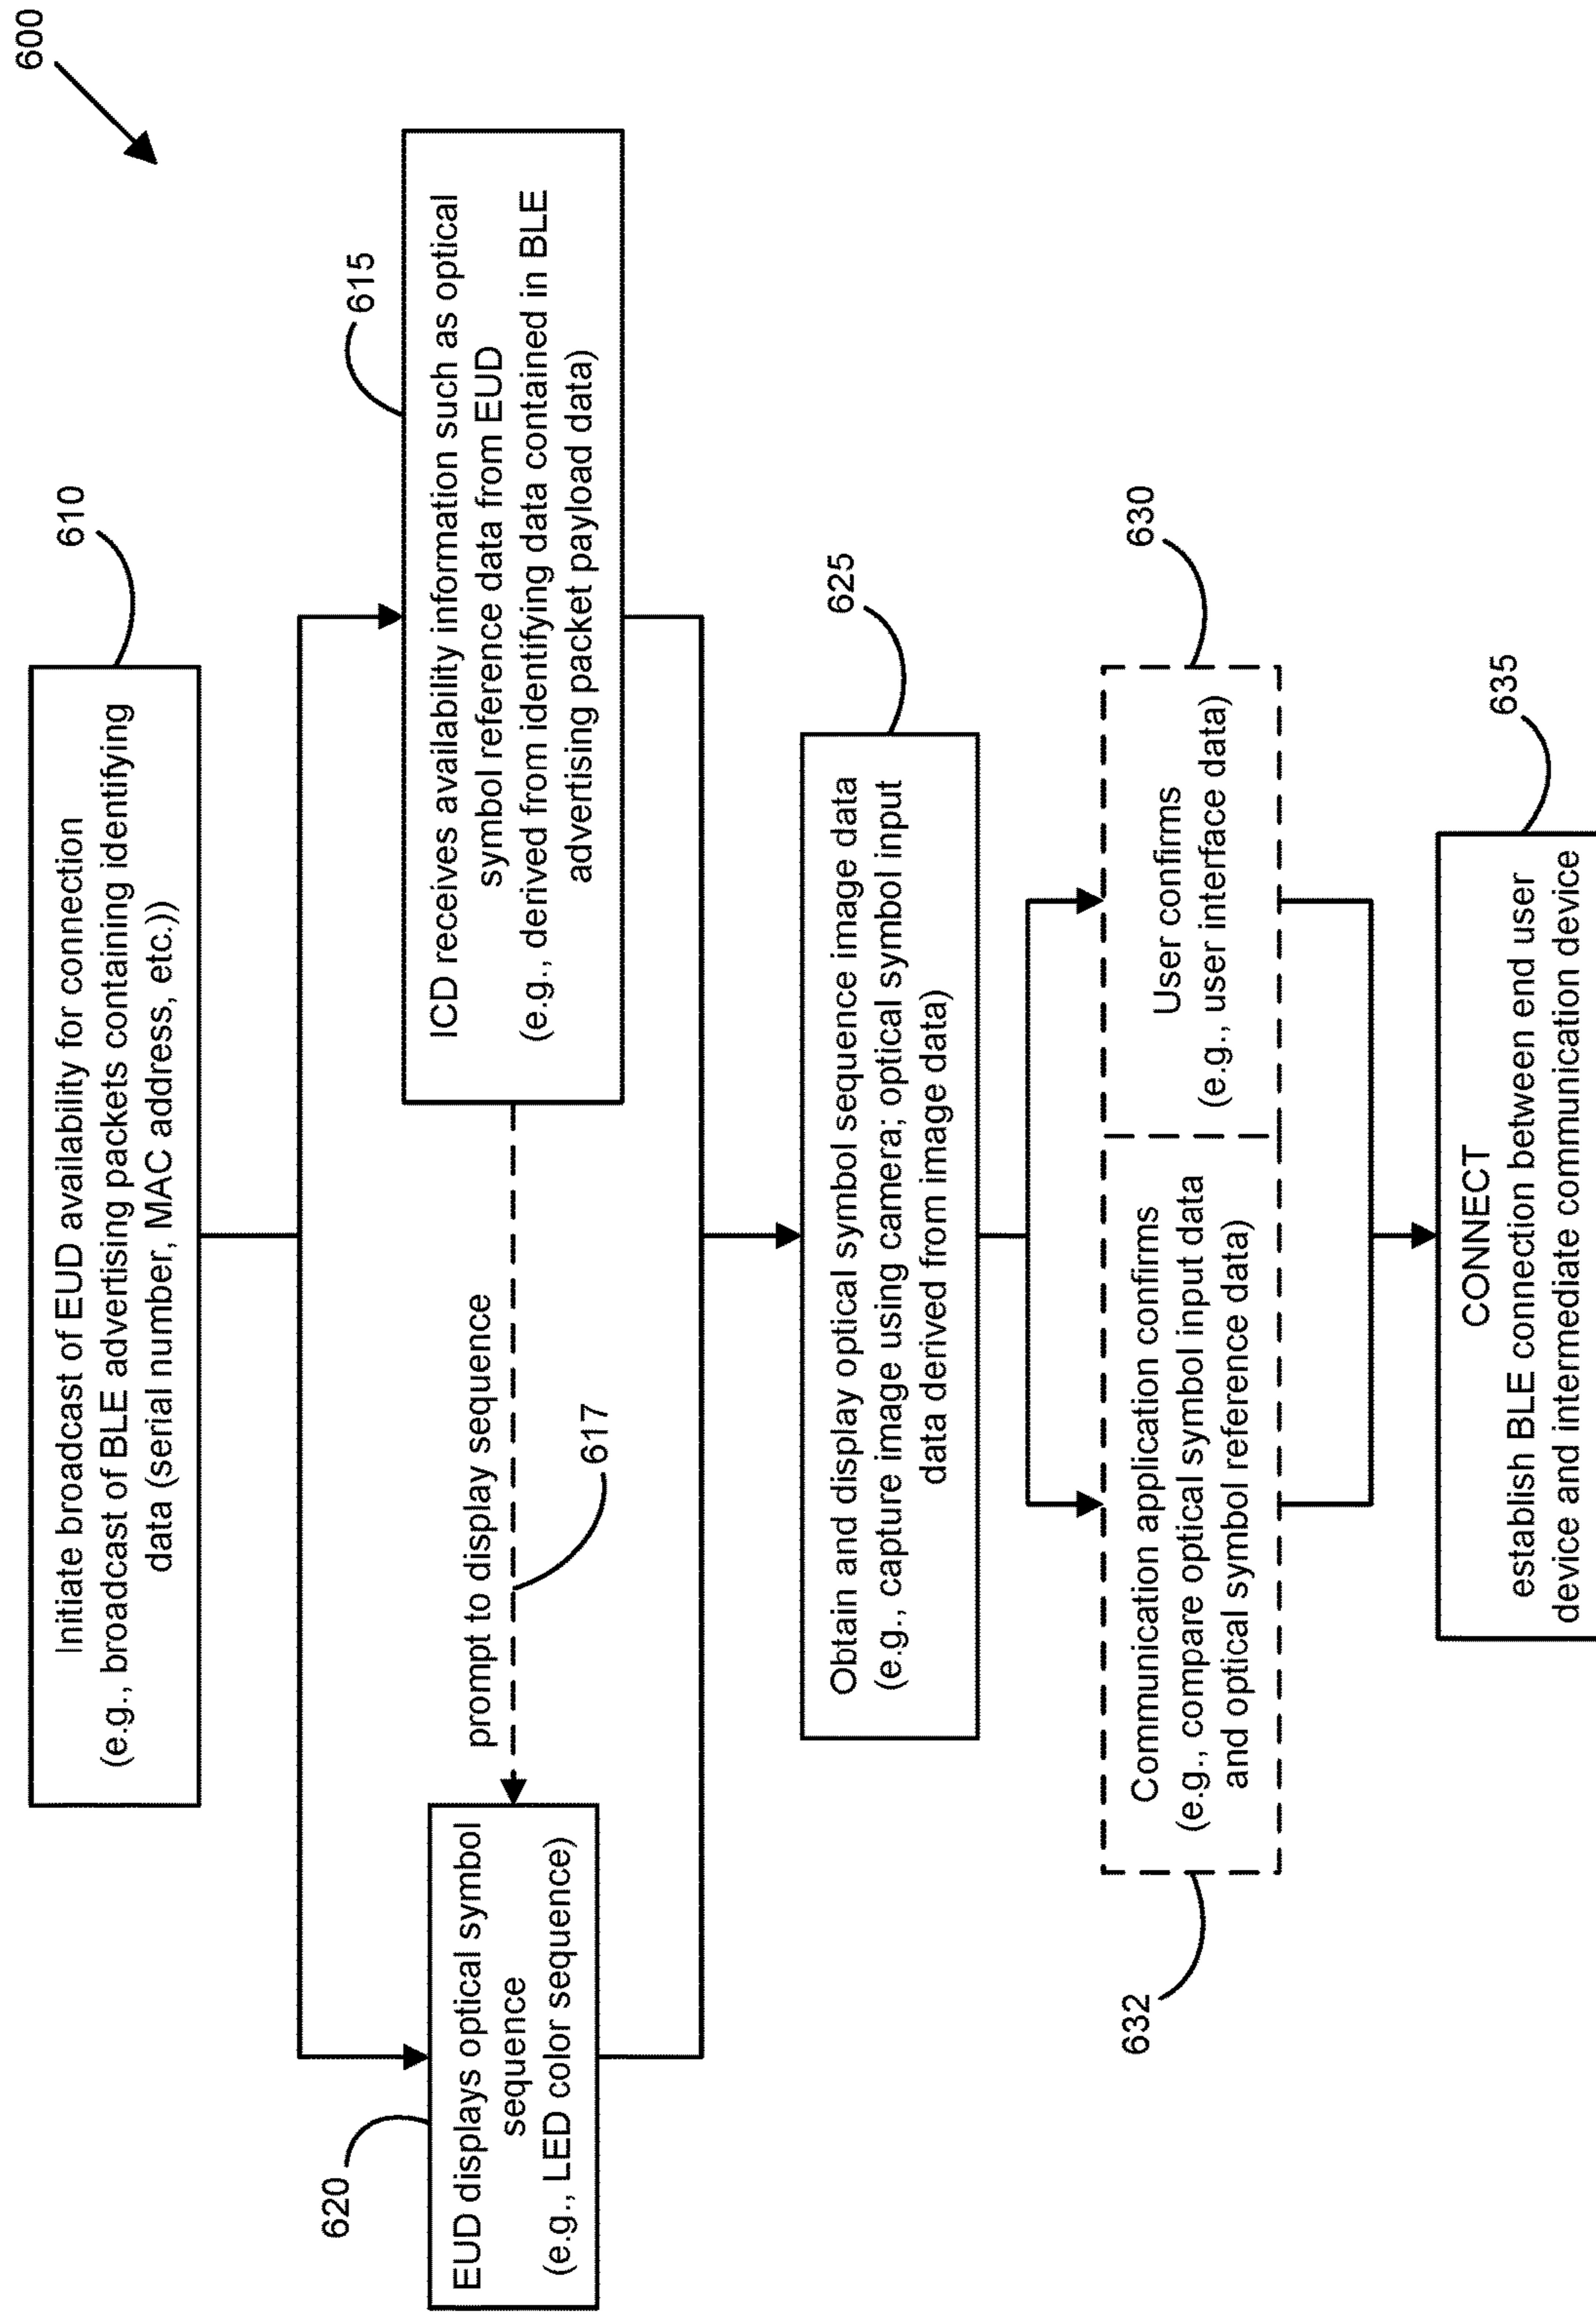 600
610
Initiate broadcast of EUD availability for connection
(e.g., broadcast of BLE advertising packets containing identifying
data (serial number, MAC address, etc.))
615
ICD receives availability information such as optical
symbol reference data from EUD
(e.g., derived from identifying data contained in BLE
advertising packet payload data)
prompt to display sequence
617
620
EUD displays optical symbol
sequence
(e.g., LED color sequence)
625
Obtain and display optical symbol sequence image data
(e.g., capture image using camera; optical symbol input
data derived from image data)
630
User confirms
(e.g., user interface data)
632
Communication application confirms
(e.g., compare optical symbol input data
and optical symbol reference data)
635
CONNECT
establish BLE connection between end user
device and intermediate communication device